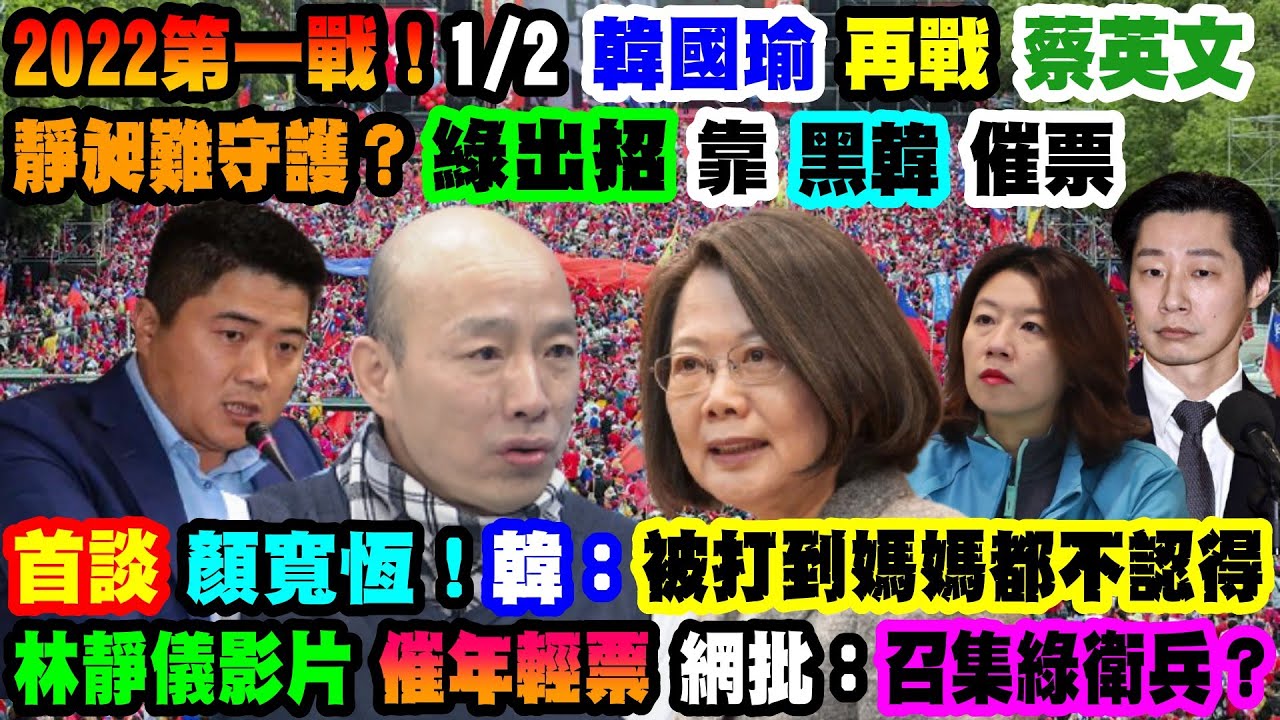 2022第一戰！1/2 韓國瑜 再戰 蔡英文
靜昶難守護？綠出招 靠 黑韓 催票
首談 顏寬恆！韓：被打到媽媽都不認得
林靜儀影片 催年輕票 網批：召集綠衛兵？